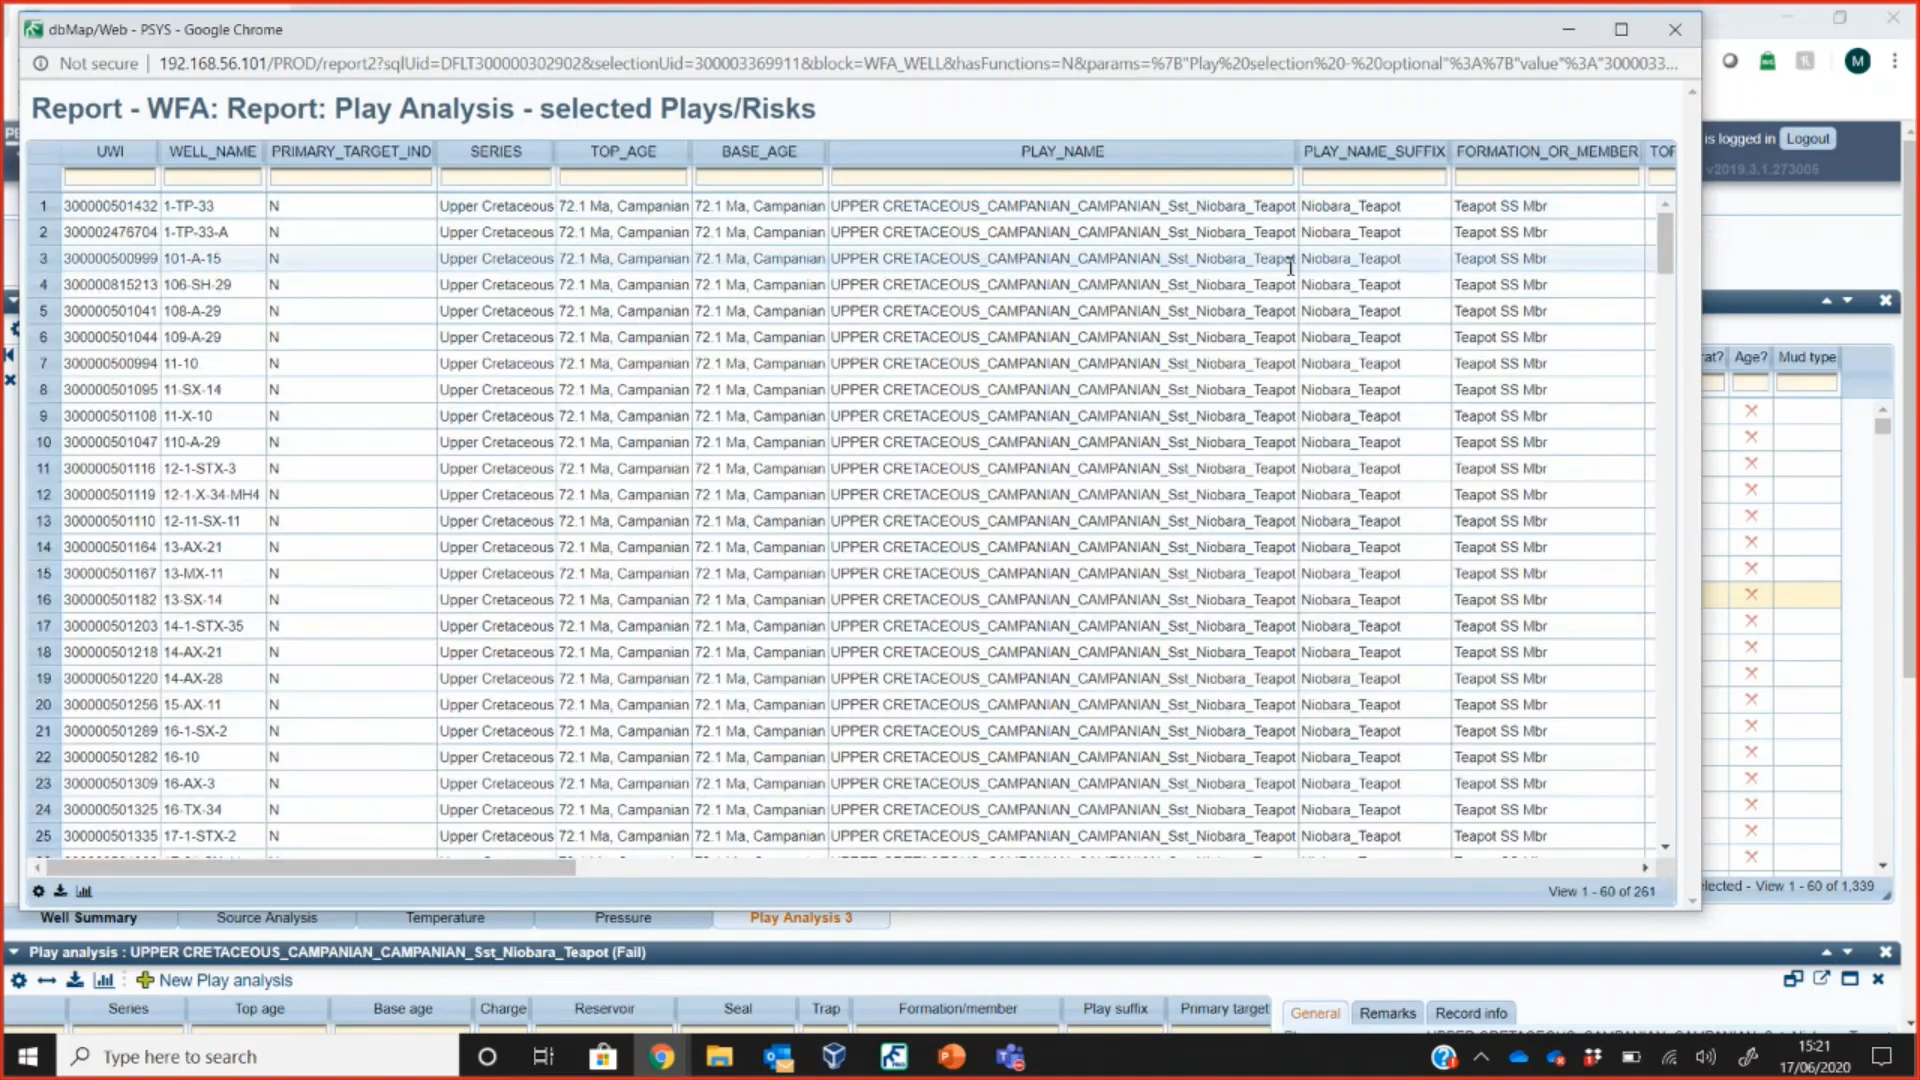 dbMap/Web - PSYS - Google Chrome
Not secure
192.168.56.101/PROD/report2?sqlUid=DFLT300000302902&selectionUid=300003369911&block=WFA_WELL&hasFunctions=N&params=%7B"Play%20selection%20-%20optional"%3A%7B"value"%3A"3000033...
M
Report - WFA: Report: Play Analysis - selected Plays/Risks
is logged in Logout
v2019.3.1.273005
UWI WELL_NAME PRIMARY_TARGET_IND SERIES TOP_AGE BASE_AGE PLAY_NAME PLAY_NAME_SUFFIX FORMATION_OR_MEMBER TOP
1 300000501432 1-TP-33 N Upper Cretaceous 72.1 Ma, Campanian 72.1 Ma, Campanian UPPER CRETACEOUS_CAMPANIAN_CAMPANIAN_Sst_Niobara_Teapot Niobara_Teapot Teapot SS Mbr
2 300002476704 1-TP-33-A N Upper Cretaceous 72.1 Ma, Campanian 72.1 Ma, Campanian UPPER CRETACEOUS_CAMPANIAN_CAMPANIAN_Sst_Niobara_Teapot Niobara_Teapot Teapot SS Mbr
3 300000500999 101-A-15 N Upper Cretaceous 72.1 Ma, Campanian 72.1 Ma, Campanian UPPER CRETACEOUS_CAMPANIAN_CAMPANIAN_Sst_Niobara_Teapot Niobara_Teapot Teapot SS Mbr
4 300000815213 106-SH-29 N Upper Cretaceous 72.1 Ma, Campanian 72.1 Ma, Campanian UPPER CRETACEOUS_CAMPANIAN_CAMPANIAN_Sst_Niobara_Teapot Niobara_Teapot Teapot SS Mbr
5 300000501041 108-A-29 N Upper Cretaceous 72.1 Ma, Campanian 72.1 Ma, Campanian UPPER CRETACEOUS_CAMPANIAN_CAMPANIAN_Sst_Niobara_Teapot Niobara_Teapot Teapot SS Mbr
6 300000501044 109-A-29 N Upper Cretaceous 72.1 Ma, Campanian 72.1 Ma, Campanian UPPER CRETACEOUS_CAMPANIAN_CAMPANIAN_Sst_Niobara_Teapot Niobara_Teapot Teapot SS Mbr
7 300000500994 11-10 N Upper Cretaceous 72.1 Ma, Campanian 72.1 Ma, Campanian UPPER CRETACEOUS_CAMPANIAN_CAMPANIAN_Sst_Niobara_Teapot Niobara_Teapot Teapot SS Mbr
8 300000501095 11-SX-14 N Upper Cretaceous 72.1 Ma, Campanian 72.1 Ma, Campanian UPPER CRETACEOUS_CAMPANIAN_CAMPANIAN_Sst_Niobara_Teapot Niobara_Teapot Teapot SS Mbr
9 300000501108 11-X-10 N Upper Cretaceous 72.1 Ma, Campanian 72.1 Ma, Campanian UPPER CRETACEOUS_CAMPANIAN_CAMPANIAN_Sst_Niobara_Teapot Niobara_Teapot Teapot SS Mbr
10 300000501047 110-A-29 N Upper Cretaceous 72.1 Ma, Campanian 72.1 Ma, Campanian UPPER CRETACEOUS_CAMPANIAN_CAMPANIAN_Sst_Niobara_Teapot Niobara_Teapot Teapot SS Mbr
11 300000501116 12-1-STX-3 N Upper Cretaceous 72.1 Ma, Campanian 72.1 Ma, Campanian UPPER CRETACEOUS_CAMPANIAN_CAMPANIAN_Sst_Niobara_Teapot Niobara_Teapot Teapot SS Mbr
12 300000501119 12-1-X-34-MH4 N Upper Cretaceous 72.1 Ma, Campanian 72.1 Ma, Campanian UPPER CRETACEOUS_CAMPANIAN_CAMPANIAN_Sst_Niobara_Teapot Niobara_Teapot Teapot SS Mbr
13 300000501110 12-11-SX-11 N Upper Cretaceous 72.1 Ma, Campanian 72.1 Ma, Campanian UPPER CRETACEOUS_CAMPANIAN_CAMPANIAN_Sst_Niobara_Teapot Niobara_Teapot Teapot SS Mbr
14 300000501164 13-AX-21 N Upper Cretaceous 72.1 Ma, Campanian 72.1 Ma, Campanian UPPER CRETACEOUS_CAMPANIAN_CAMPANIAN_Sst_Niobara_Teapot Niobara_Teapot Teapot SS Mbr
15 300000501167 13-MX-11 N Upper Cretaceous 72.1 Ma, Campanian 72.1 Ma, Campanian UPPER CRETACEOUS_CAMPANIAN_CAMPANIAN_Sst_Niobara_Teapot Niobara_Teapot Teapot SS Mbr
16 300000501182 13-SX-14 N Upper Cretaceous 72.1 Ma, Campanian 72.1 Ma, Campanian UPPER CRETACEOUS_CAMPANIAN_CAMPANIAN_Sst_Niobara_Teapot Niobara_Teapot Teapot SS Mbr
17 300000501203 14-1-STX-35 N Upper Cretaceous 72.1 Ma, Campanian 72.1 Ma, Campanian UPPER CRETACEOUS_CAMPANIAN_CAMPANIAN_Sst_Niobara_Teapot Niobara_Teapot Teapot SS Mbr
18 300000501218 14-AX-21 N Upper Cretaceous 72.1 Ma, Campanian 72.1 Ma, Campanian UPPER CRETACEOUS_CAMPANIAN_CAMPANIAN_Sst_Niobara_Teapot Niobara_Teapot Teapot SS Mbr
19 300000501220 14-AX-28 N Upper Cretaceous 72.1 Ma, Campanian 72.1 Ma, Campanian UPPER CRETACEOUS_CAMPANIAN_CAMPANIAN_Sst_Niobara_Teapot Niobara_Teapot Teapot SS Mbr
20 300000501256 15-AX-11 N Upper Cretaceous 72.1 Ma, Campanian 72.1 Ma, Campanian UPPER CRETACEOUS_CAMPANIAN_CAMPANIAN_Sst_Niobara_Teapot Niobara_Teapot Teapot SS Mbr
21 300000501289 16-1-SX-2 N Upper Cretaceous 72.1 Ma, Campanian 72.1 Ma, Campanian UPPER CRETACEOUS_CAMPANIAN_CAMPANIAN_Sst_Niobara_Teapot Niobara_Teapot Teapot SS Mbr
22 300000501282 16-10 N Upper Cretaceous 72.1 Ma, Campanian 72.1 Ma, Campanian UPPER CRETACEOUS_CAMPANIAN_CAMPANIAN_Sst_Niobara_Teapot Niobara_Teapot Teapot SS Mbr
23 300000501309 16-AX-3 N Upper Cretaceous 72.1 Ma, Campanian 72.1 Ma, Campanian UPPER CRETACEOUS_CAMPANIAN_CAMPANIAN_Sst_Niobara_Teapot Niobara_Teapot Teapot SS Mbr
24 300000501325 16-TX-34 N Upper Cretaceous 72.1 Ma, Campanian 72.1 Ma, Campanian UPPER CRETACEOUS_CAMPANIAN_CAMPANIAN_Sst_Niobara_Teapot Niobara_Teapot Teapot SS Mbr
25 300000501335 17-1-STX-2 N Upper Cretaceous 72.1 Ma, Campanian 72.1 Ma, Campanian UPPER CRETACEOUS_CAMPANIAN_CAMPANIAN_Sst_Niobara_Teapot Niobara_Teapot Teapot SS Mbr
View 1 - 60 of 261
rat? Age? Mud type
lected - View 1 - 60 of 1,339
Well Summary Source Analysis Temperature Pressure Play Analysis 3
Play analysis : UPPER CRETACEOUS_CAMPANIAN_CAMPANIAN_Sst_Niobara_Teapot (Fail)
New Play analysis
Series Top age Base age Charge Reservoir Seal Trap Formation/member Play suffix Primary target
General Remarks Record info
Type here to search
15:21
17/06/2020